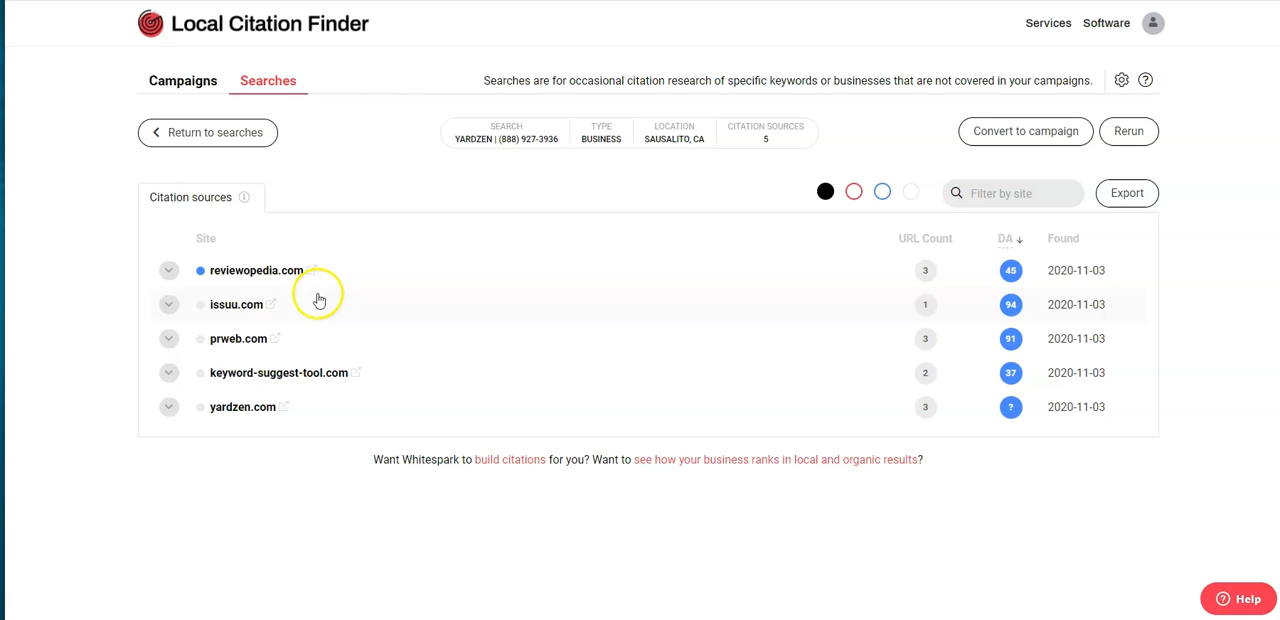 Local Citation Finder
Services Software
Campaigns Searches Searches are for occasional citation research of specific keywords or businesses that are not covered in your campaigns.
Return to searches
SEARCH TYPE LOCATION CITATION SOURCES
YARDZEN | (888) 927-3936 BUSINESS SAUSALITO, CA 5
Convert to campaign Rerun
Citation sources
Filter by site Export
Site URL Count DA Found
reviewopedia.com 3 45 2020-11-03
issuu.com 1 94 2020-11-03
prweb.com 3 91 2020-11-03
keyword-suggest-tool.com 2 37 2020-11-03
yardzen.com 3 ? 2020-11-03
Want Whitespark to build citations for you? Want to see how your business ranks in local and organic results?
Help